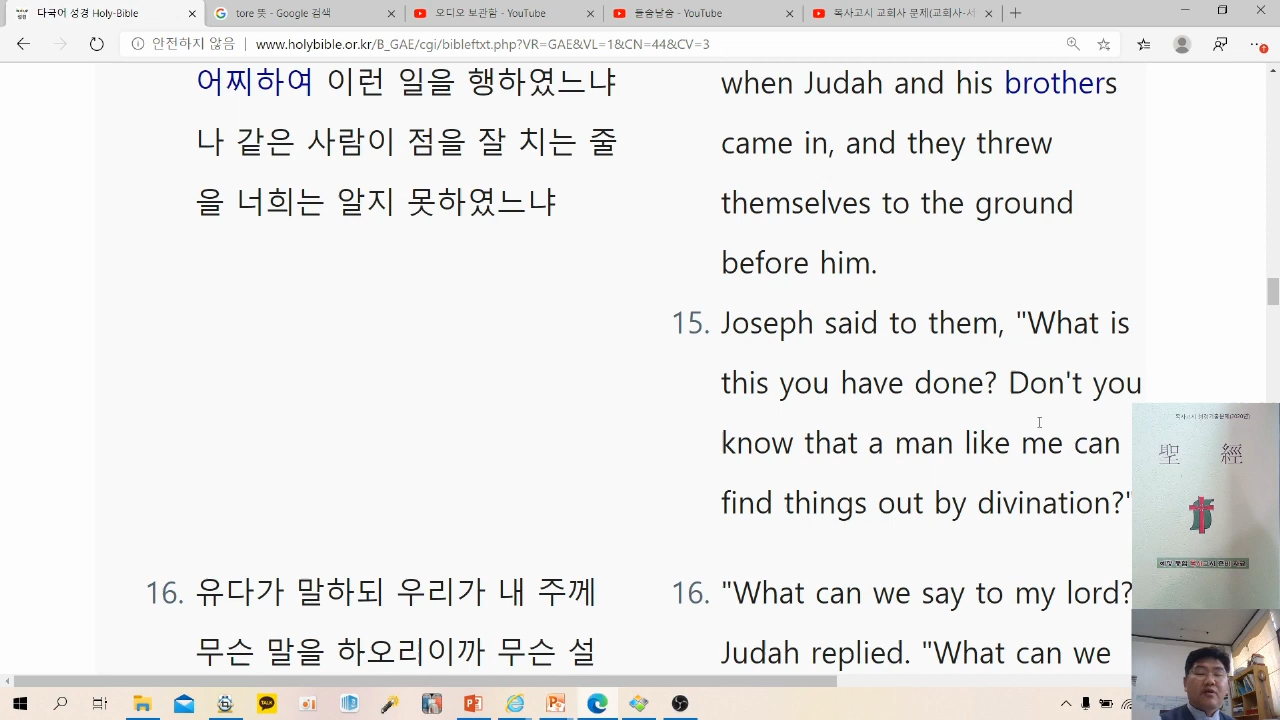 다국어 성경 Holy-Bible
tore 뜻 - Google 검색
오디오 보관함 - YouTube
들숨날숨 - YouTube
목사고시 교회사 문제(교회사-서
안전하지 않음
www.holybible.or.kr/B_GAE/cgi/bibleftxt.php?VR=GAE&VL=1&CN=44&CV=3
어찌하여 이런 일을 행하였느냐
나 같은 사람이 점을 잘 치는 줄
을 너희는 알지 못하였느냐
16. 유다가 말하되 우리가 내 주께
무슨 말을 하오리이까 무슨 설
when Judah and his brothers
came in, and they threw
themselves to the ground
before him.
15. Joseph said to them, "What is
this you have done? Don't you
know that a man like me can
find things out by divination?"
16. "What can we say to my lord?
Judah replied. "What can we
聖 經
TALK